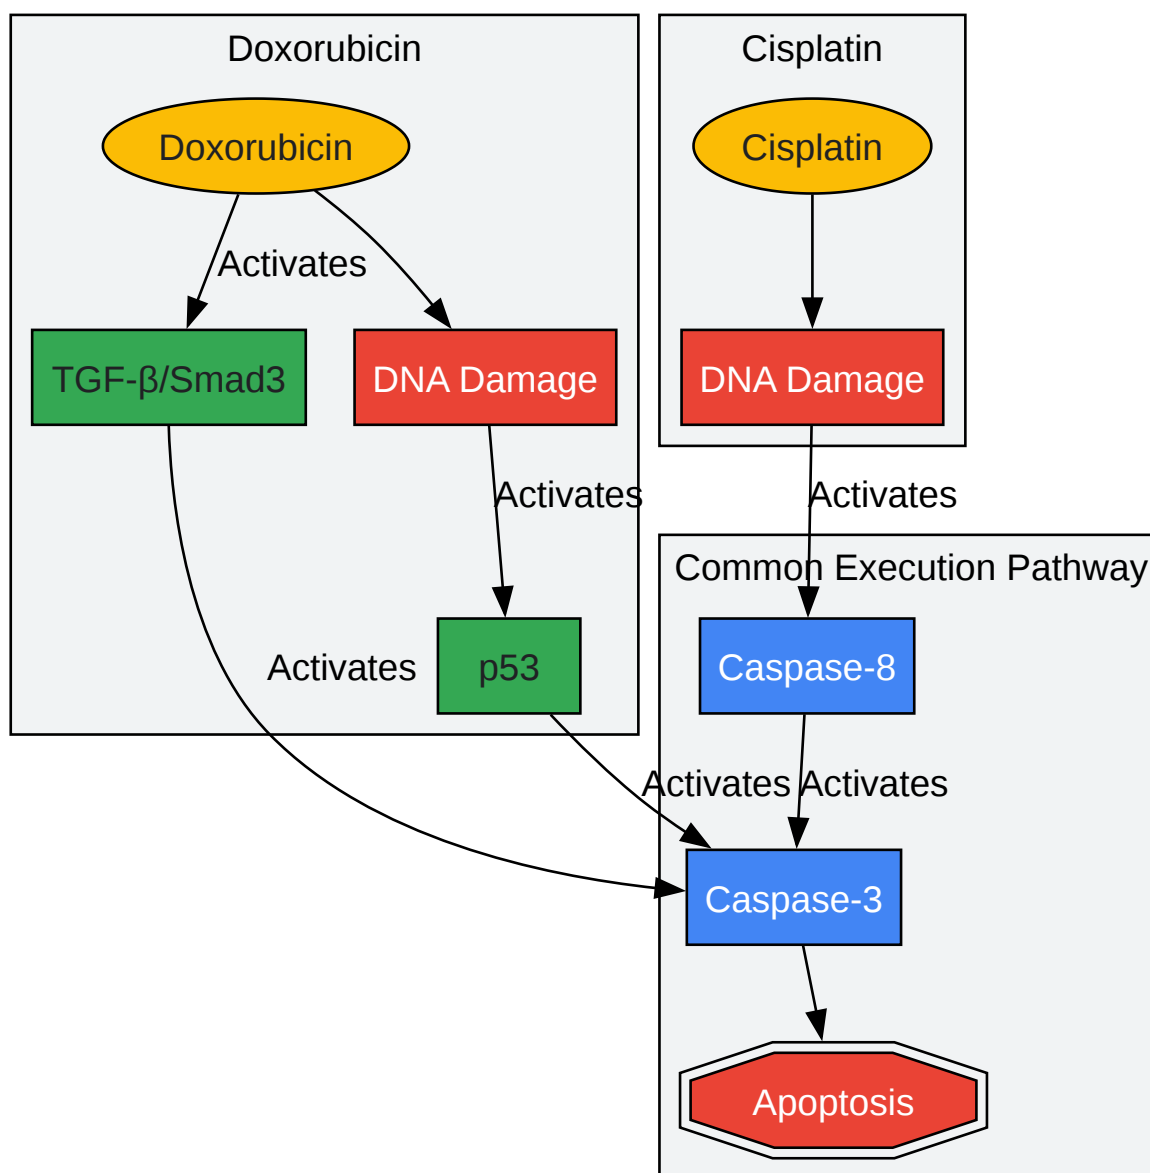 Doxorubicin
Cisplatin
Doxorubicin
Cisplatin
Activates
TGF-β/Smad3
DNA Damage
DNA Damage
Activates
Activates
Common Execution Pathway
Activates
p53
Caspase-8
Activates
Activates
Caspase-3
Apoptosis